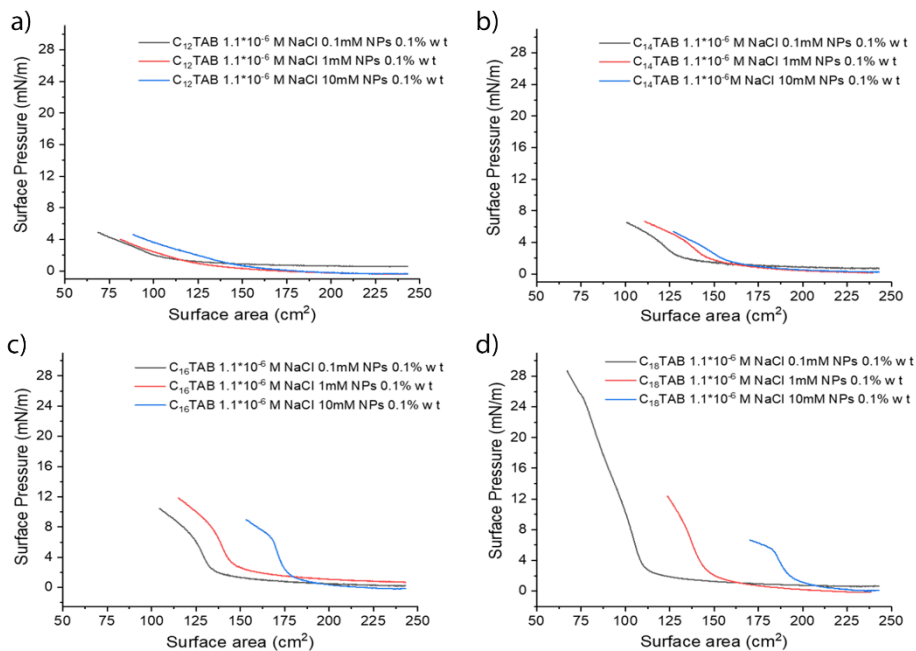 a)
C₁₂TAB 1.1*10⁻⁶ M NaCl 0.1mM NPs 0.1% w t
C₁₂TAB 1.1*10⁻⁶ M NaCl 1mM NPs 0.1% w t
C₁₂TAB 1.1*10⁻⁶ M NaCl 10mM NPs 0.1% w t
Surface Pressure (mN/m)
28
24
20
16
12
8
4
0
50 75 100 125 150 175 200 225 250
Surface area (cm²)
b)
C₁₄TAB 1.1*10⁻⁶ M NaCl 0.1mM NPs 0.1% w t
C₁₄TAB 1.1*10⁻⁶ M NaCl 1mM NPs 0.1% w t
C₁₄TAB 1.1*10⁻⁶M NaCl 10mM NPs 0.1% w t
Surface Pressure (mN/m)
28
24
20
16
12
8
4
0
50 75 100 125 150 175 200 225 250
Surface area (cm²)
c)
C₁₆TAB 1.1*10⁻⁶ M NaCl 0.1mM NPs 0.1% w t
C₁₆TAB 1.1*10⁻⁶ M NaCl 1mM NPs 0.1% w t
C₁₆TAB 1.1*10⁻⁶ M NaCl 10mM NPs 0.1% w t
Surface Pressure (mN/m)
28
24
20
16
12
8
4
0
50 75 100 125 150 175 200 225 250
Surface area (cm²)
d)
C₁₈TAB 1.1*10⁻⁶ M NaCl 0.1mM NPs 0.1% w t
C₁₈TAB 1.1*10⁻⁶ M NaCl 1mM NPs 0.1% w t
C₁₈TAB 1.1*10⁻⁶ M NaCl 10mM NPs 0.1% w t
Surface Pressure (mN/m)
28
24
20
16
12
8
4
0
50 75 100 125 150 175 200 225 250
Surface area (cm²)